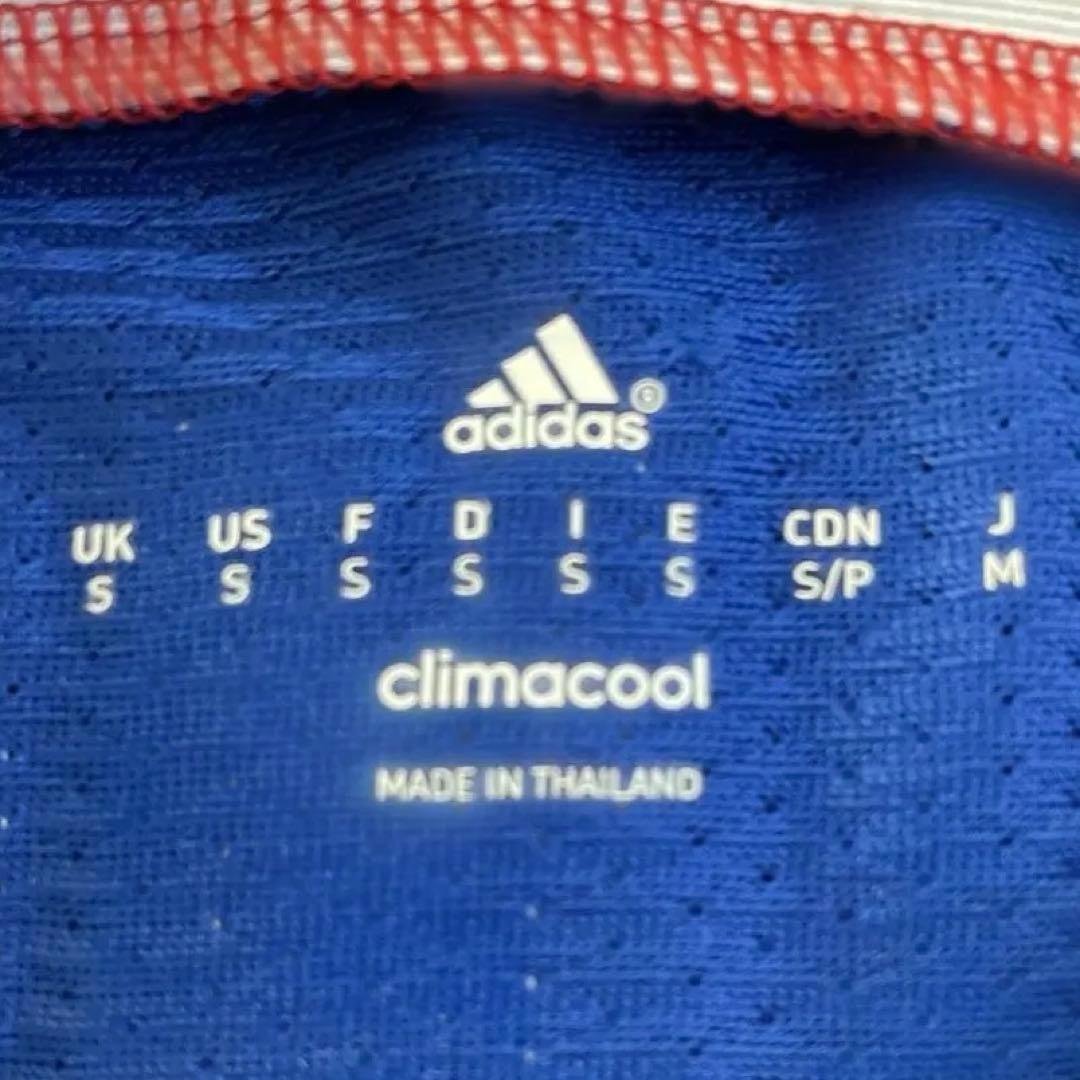 adidas®
UK US F D I E CDN J
S S S S S S S/P M
climacool
MADE IN THAILAND